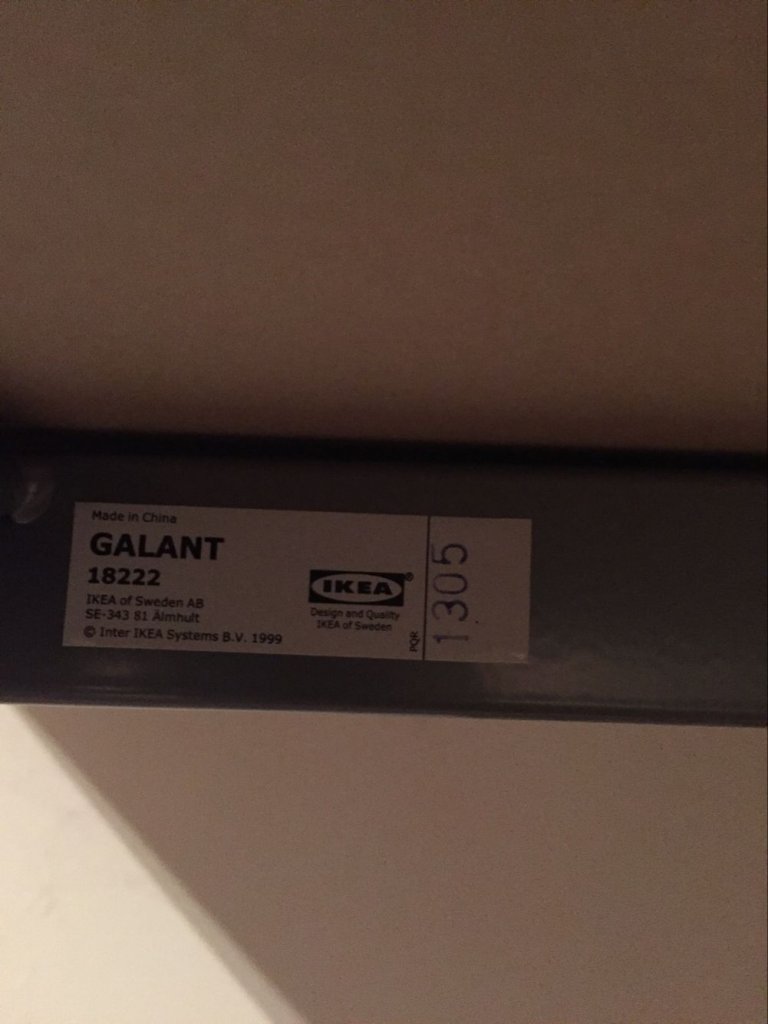 Made in China
GALANT
18222
IKEA of Sweden AB
SE-343 81 Älmhult
© Inter IKEA Systems B.V. 1999
IKEA®
Design and Quality
IKEA of Sweden
PQR
1305